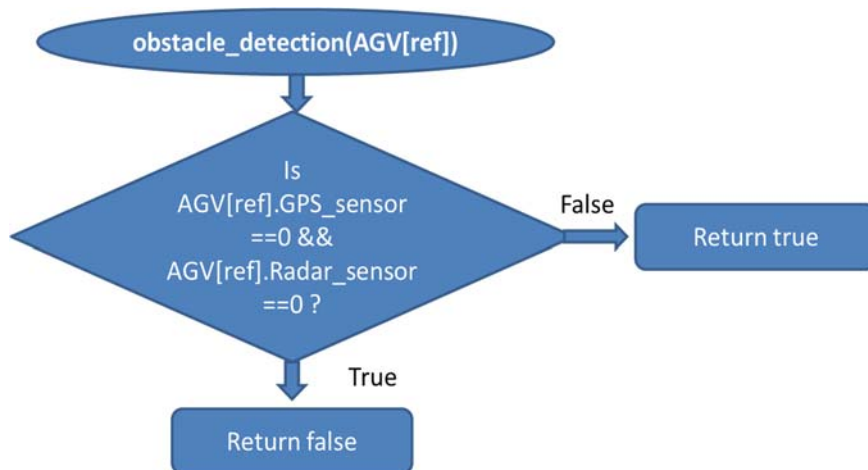 obstacle_detection(AGV[ref])
Is
AGV[ref].GPS_sensor
==0 &&
AGV[ref].Radar_sensor
==0 ?
False
Return true
True
Return false